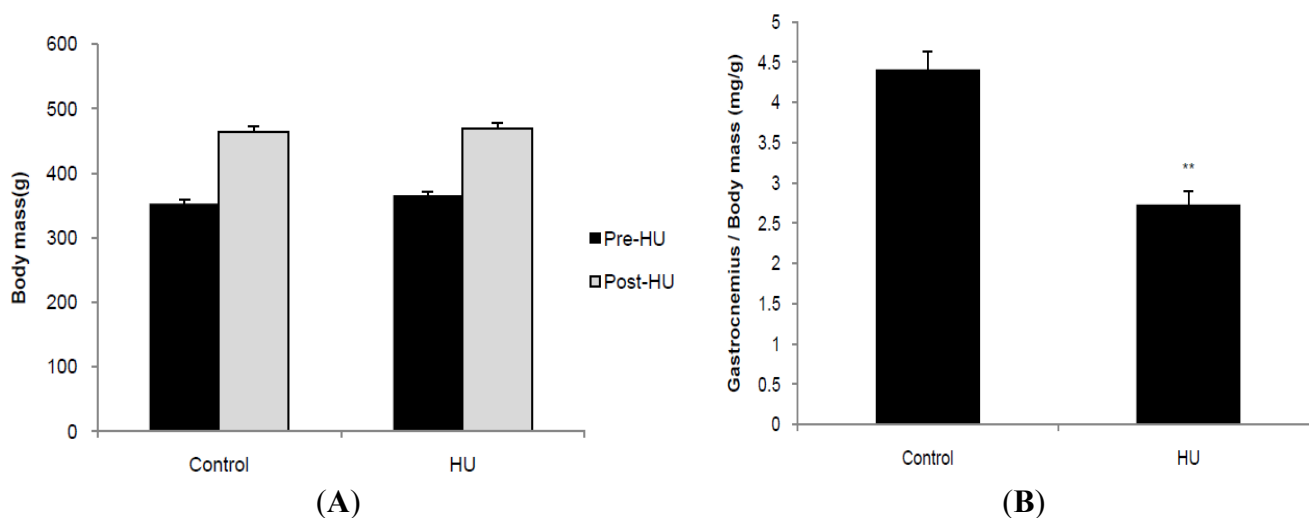 600
500
400
300
200
100
0
Body mass(g)
Control
HU
Pre-HU
Post-HU
(A)
5
4.5
4
3.5
3
2.5
2
1.5
1
0.5
0
Gastrocnemius / Body mass (mg/g)
**
Control
HU
(B)